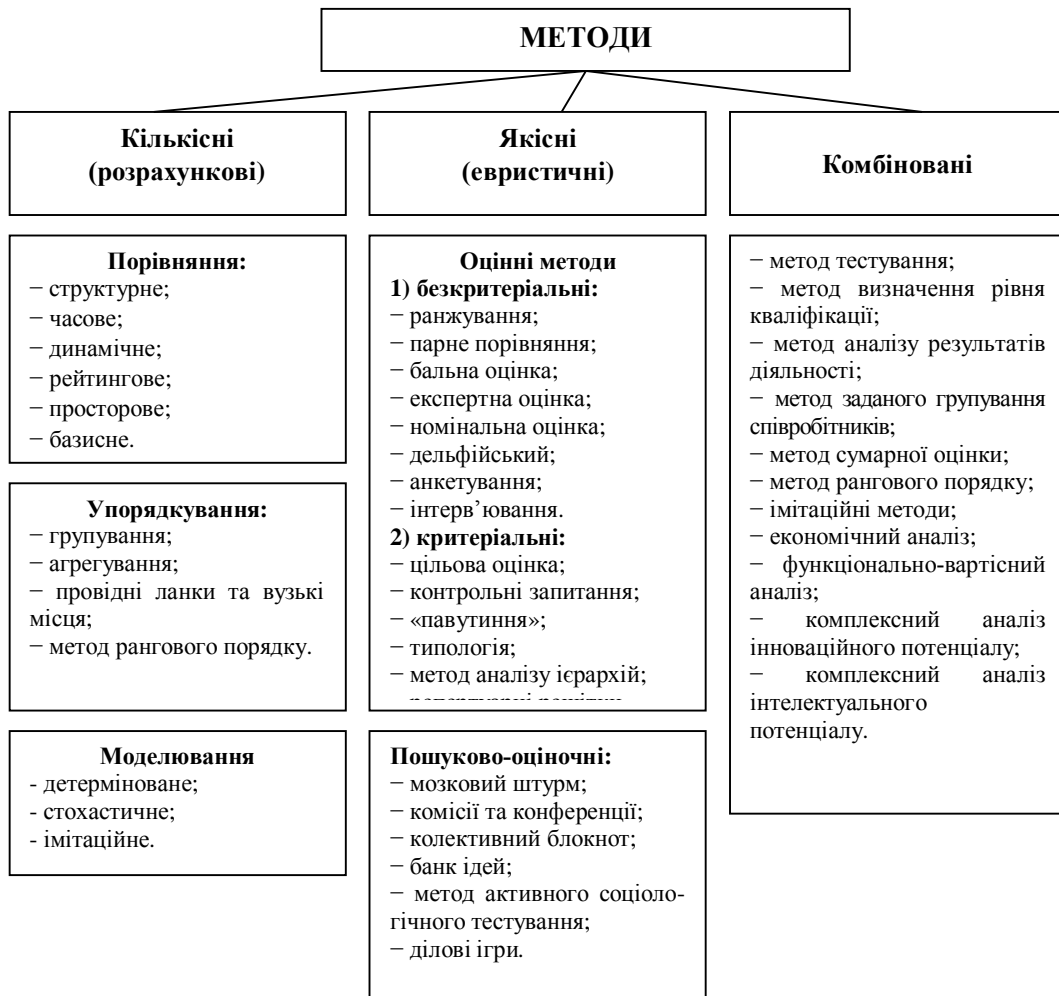 МЕТОДИ
Кількісні
(розрахункові)
Порівняння:
− структурне;
− часове;
− динамічне;
− рейтингове;
− просторове;
− базисне.
Упорядкування:
− групування;
− агрегування;
− провідні ланки та вузькі
місця;
− метод рангового порядку.
Моделювання
- детерміноване;
- стохастичне;
- імітаційне.
Якісні
(евристичні)
Оцінні методи
1) безкритеріальні:
− ранжування;
− парне порівняння;
− бальна оцінка;
− експертна оцінка;
− номінальна оцінка;
− дельфійський;
− анкетування;
− інтерв’ювання.
2) критеріальні:
− цільова оцінка;
− контрольні запитання;
− «павутиння»;
− типологія;
− метод аналізу ієрархій;
Пошуково-оціночні:
− мозковий штурм;
− комісії та конференції;
− колективний блокнот;
− банк ідей;
− метод активного соціоло-
гічного тестування;
− ділові ігри.
Комбіновані
− метод тестування;
− метод визначення рівня
кваліфікації;
− метод аналізу результатів
діяльності;
− метод заданого групування
співробітників;
− метод сумарної оцінки;
− метод рангового порядку;
− імітаційні методи;
− економічний аналіз;
− функціонально-вартісний
аналіз;
− комплексний аналіз
інноваційного потенціалу;
− комплексний аналіз
інтелектуального
потенціалу.